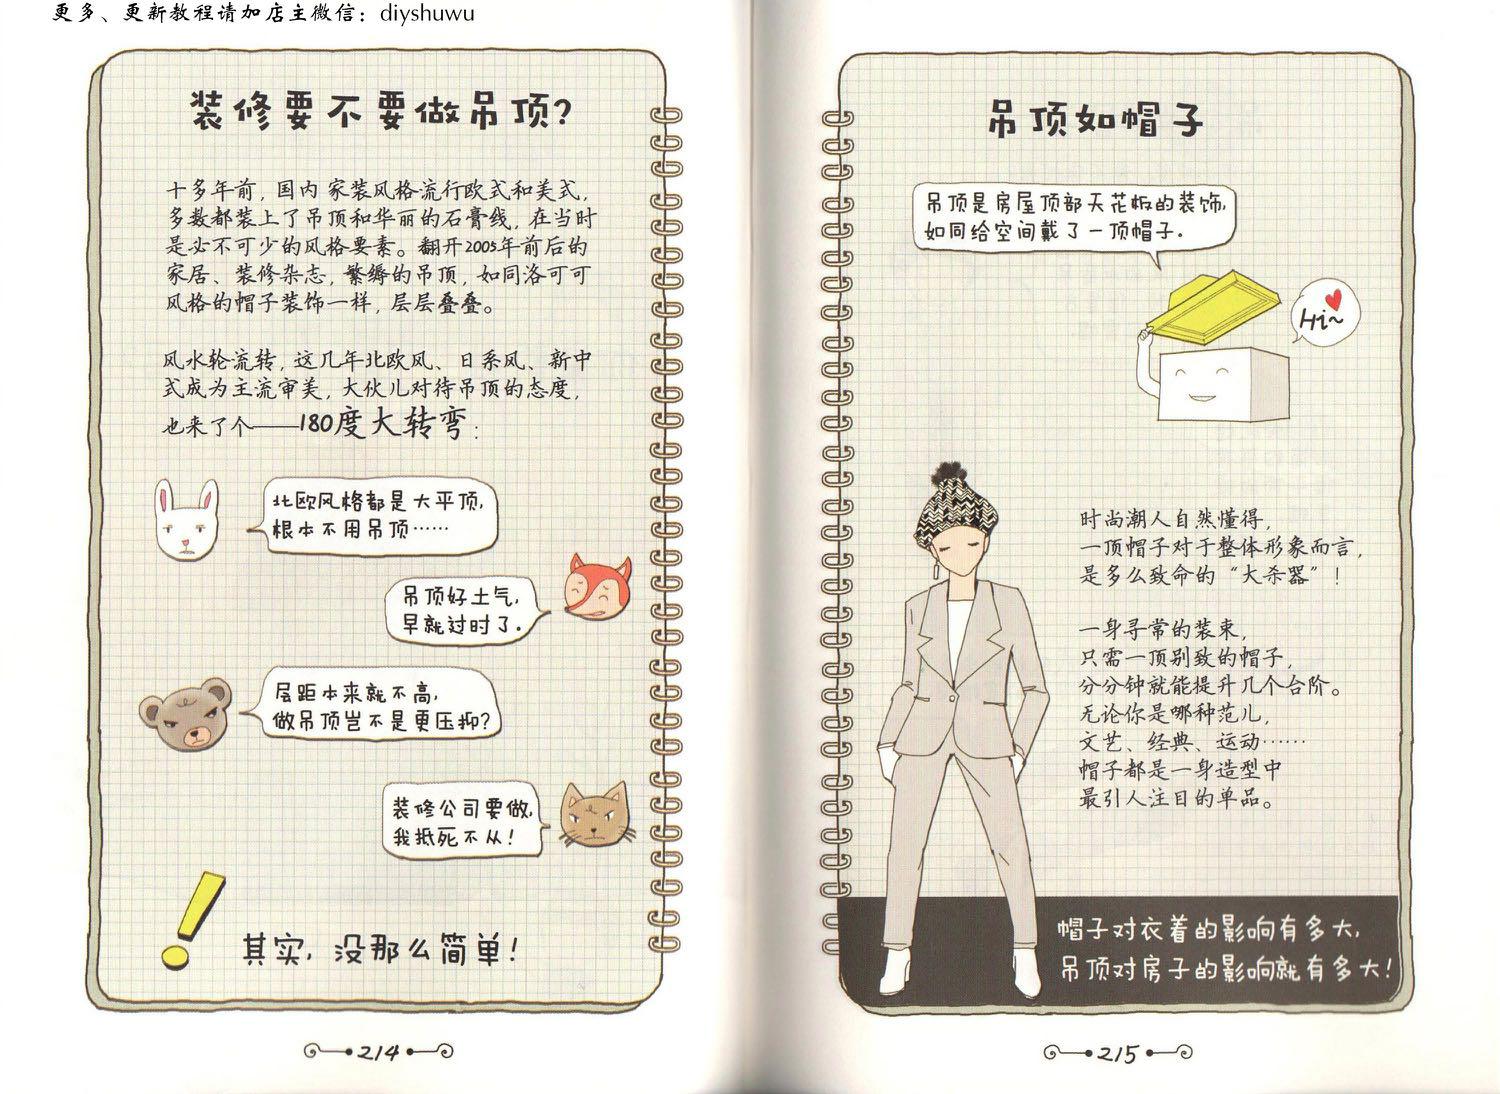 更多、更新教程请加店主微信：diyshuwu
装修要不要做吊顶？
十多年前，国内家装风格流行欧式和美式，
多数都装上了吊顶和华丽的石膏线，在当时
是必不可少的风格要素。翻开2005年前后的
家居、装修杂志，繁缛的吊顶，如同洛可可
风格的帽子装饰一样，层层叠叠。
风水轮流转，这几年北欧风、日系风、新中
式成为主流审美，大伙儿对待吊顶的态度，
也来了个——180度大转弯：
北欧风格都是大平顶，
根本不用吊顶……
吊顶好土气，
早就过时了.
层距本来就不高，
做吊顶岂不是更压抑？
装修公司要做，
我抵死不从！
其实，没那么简单！
214
吊顶如帽子
吊顶是房屋顶部天花板的装饰，
如同给空间戴了一顶帽子.
Hi~
时尚潮人自然懂得，
一顶帽子对于整体形象而言，
是多么致命的“大杀器”！
一身寻常的装束，
只需一顶别致的帽子，
分分钟就能提升几个台阶。
无论你是哪种范儿，
文艺、经典、运动……
帽子都是一身造型中
最引人注目的单品。
帽子对衣着的影响有多大，
吊顶对房子的影响就有多大！
215